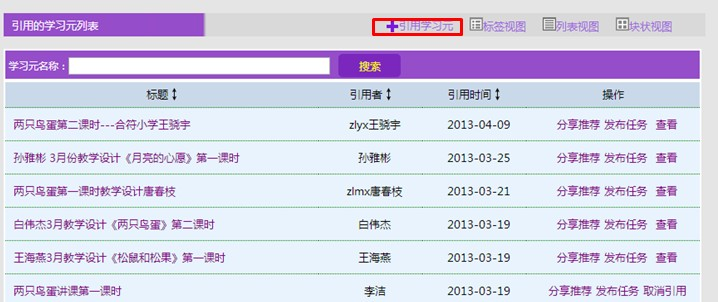 引用的学习元列表 引用学习元 标签视图 列表视图 块状视图
学习元名称： 搜索
标题 引用者 引用时间 操作
两只鸟蛋第二课时---合符小学王骁宇 zlyx王骁宇 2013-04-09 分享推荐 发布任务 查看
孙雅彬 3月份教学设计《月亮的心愿》第一课时 孙雅彬 2013-03-25 分享推荐 发布任务 查看
两只鸟蛋第一课时教学设计唐春枝 zlmx唐春枝 2013-03-21 分享推荐 发布任务 查看
白伟杰3月教学设计《两只鸟蛋》第二课时 白伟杰 2013-03-19 分享推荐 发布任务 查看
王海燕3月教学设计《松鼠和松果》第一课时 王海燕 2013-03-19 分享推荐 发布任务 查看
两只鸟蛋讲课第一课时 李洁 2013-03-19 分享推荐 发布任务 取消引用